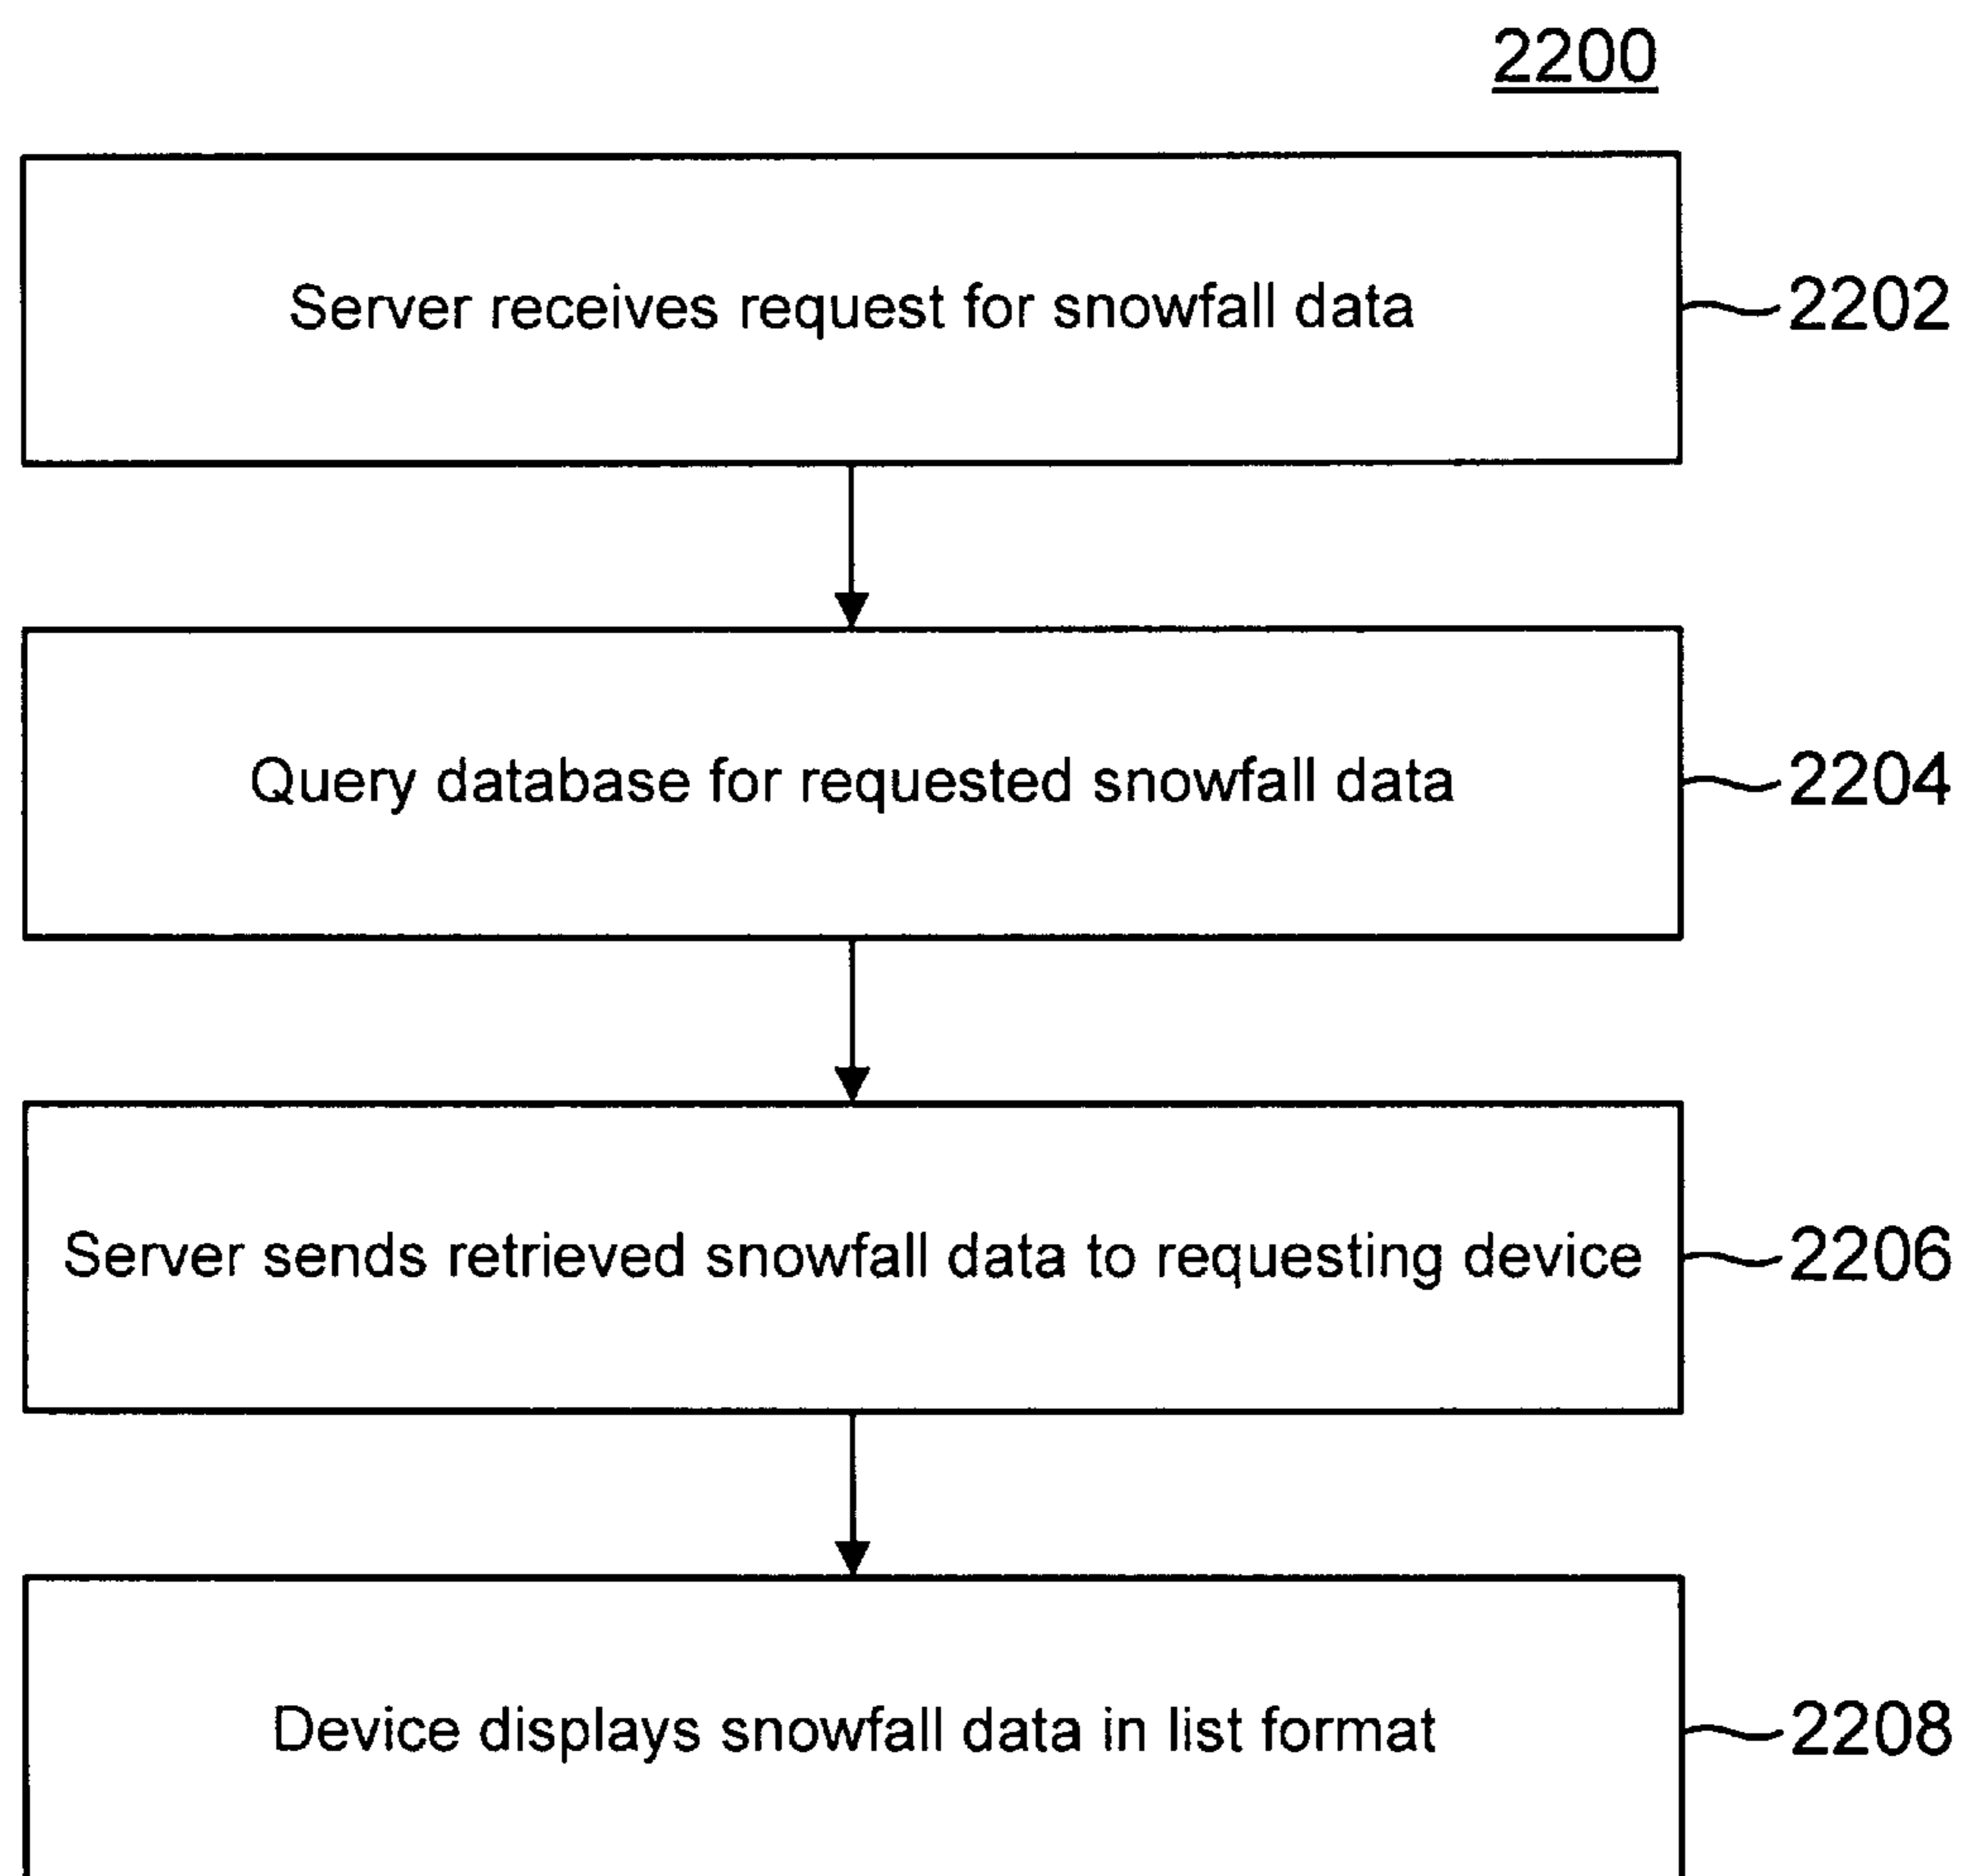 2200
Server receives request for snowfall data
2202
Query database for requested snowfall data
2204
Server sends retrieved snowfall data to requesting device
2206
Device displays snowfall data in list format
2208